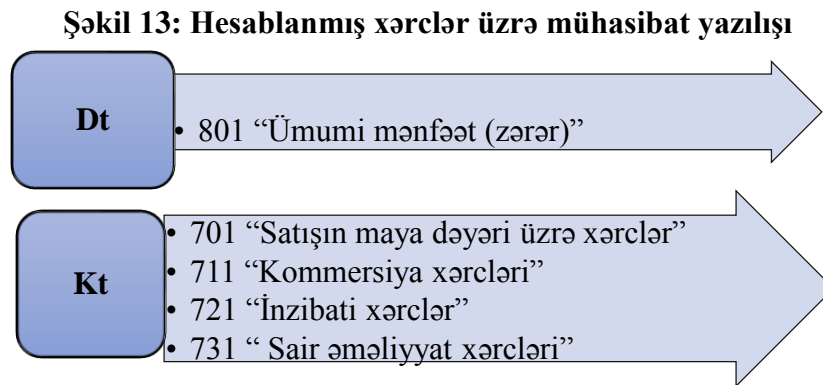 Şəkil 13: Hesablanmış xərclər üzrə mühasibat yazılışı
Dt
• 801 “Ümumi mənfəət (zərər)”
Kt
• 701 “Satışın maya dəyəri üzrə xərclər”
• 711 “Kommersiya xərcləri”
• 721 “İnzibati xərclər”
• 731 “ Sair əməliyyat xərcləri”